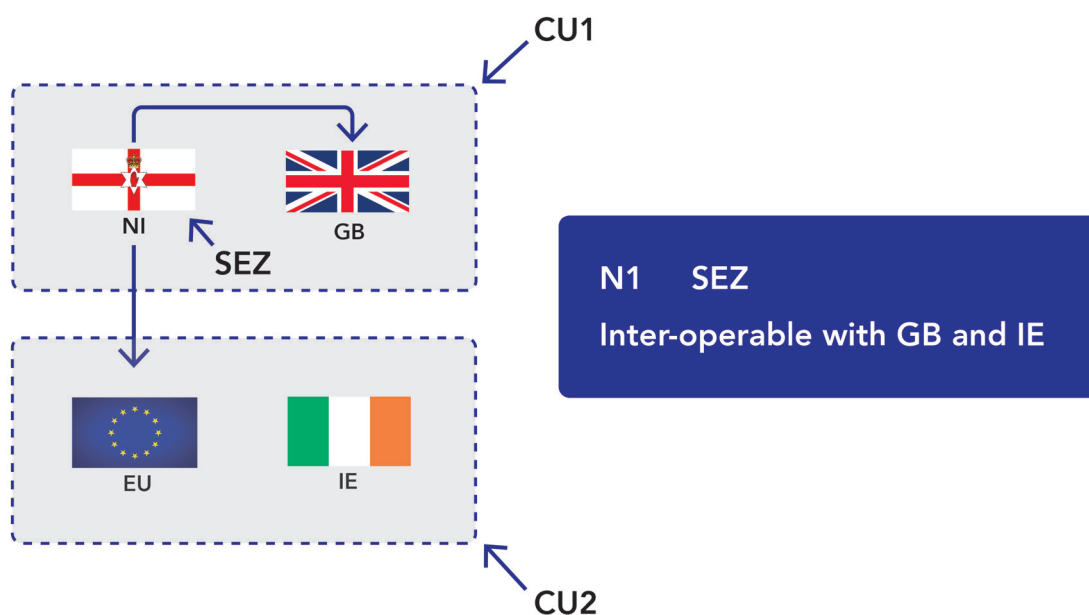 CU1
NI
GB
SEZ
N1 SEZ
Inter-operable with GB and IE
EU
IE
CU2